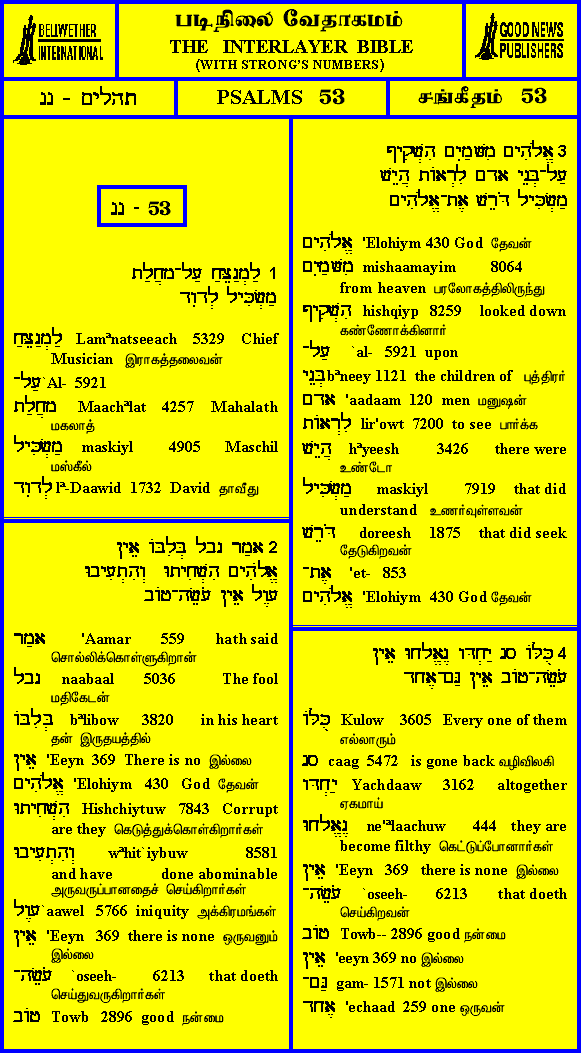 BELLWETHER
INTERNATIONAL
படிநிலை வேதாகமம்
THE INTERLAYER BIBLE
(WITH STRONG'S NUMBERS)
GOOD NEWS
PUBLISHERS
תהלים - נג
PSALMS 53
சங்கீதம் 53
נג - 53
1 לַמְנַצֵּחַ עַל־מָחֲלַת
מַשְׂכִּיל לְדָוִד
לַמְנַצֵּחַ Lamªnatseeach 5329 Chief
Musician இராகத்தலைவன்
עַל־ `Al- 5921
מָחֲלַת Maachªlat 4257 Mahalath
மகலாத்
מַשְׂכִּיל maskiyl 4905 Maschil
மஸ்கீல்
לְדָוִד lª-Daawid 1732 David தாவீது
2 אָמַר נָבָל בְּלִבּוֹ אֵין
אֱלֹהִים הִשְׁחִיתוּ וְהִתְעִיבוּ
עָוֶל אֵין עֹשֵׂה־טוֹב
אָמַר 'Aamar 559 hath said
சொல்லிக்கொள்ளுகிறான்
נָבָל naabaal 5036 The fool
மதிகேடன்
בְּלִבּוֹ bªlibow 3820 in his heart
தன் இருதயத்தில்
אֵין 'Eeyn 369 There is no இல்லை
אֱלֹהִים 'Elohiym 430 God தேவன்
הִשְׁחִיתוּ Hishchiytuw 7843 Corrupt
are they கெடுத்துக்கொள்கிறார்கள்
וְהִתְעִיבוּ wªhit`iybuw 8581
and have done abominable
அருவருப்பானதைச் செய்கிறார்கள்
עָוֶל `aawel 5766 iniquity அக்கிரமங்கள்
אֵין 'Eeyn 369 there is none ஒருவனும்
இல்லை
עֹשֵׂה־ `oseeh- 6213 that doeth
செய்துவருகிறார்கள்
טוֹב Towb 2896 good நன்மை
3 אֱלֹהִים מִשָּׁמַיִם הִשְׁקִיף
עַל־בְּנֵי אָדָם לִרְאוֹת הֲיֵשׁ
מַשְׂכִּיל דֹּרֵשׁ אֶת־אֱלֹהִים
אֱלֹהִים 'Elohiym 430 God தேவன்
מִשָּׁמַיִם mishaamayim 8064
from heaven பரலோகத்திலிருந்து
הִשְׁקִיף hishqiyp 8259 looked down
கண்ணோக்கினார்
עַל־ `al- 5921 upon
בְּנֵי bªneey 1121 the children of புத்திரர்
אָדָם 'aadaam 120 men மனுஷன்
לִרְאוֹת lir'owt 7200 to see பார்க்க
הֲיֵשׁ hªyeesh 3426 there were
உண்டோ
מַשְׂכִּיל maskiyl 7919 that did
understand உணர்வுள்ளவன்
דֹּרֵשׁ doreesh 1875 that did seek
தேடுகிறவன்
אֶת־ 'et- 853
אֱלֹהִים 'Elohiym 430 God தேவன்
4 כֻּלּוֹ סָג יַחְדָּו נֶאֱלָחוּ אֵין
עֹשֵׂה־טוֹב אֵין גַּם־אֶחָד
כֻּלּוֹ Kulow 3605 Every one of them
எல்லாரும்
סָג caag 5472 is gone back வழிவிலகி
יַחְדָּו Yachdaaw 3162 altogether
ஏகமாய்
נֶאֱלָחוּ ne'ªlaachuw 444 they are
become filthy கெட்டுப்போனார்கள்
אֵין 'Eeyn 369 there is none இல்லை
עֹשֵׂה־ `oseeh- 6213 that doeth
செய்கிறவன்
טוֹב Towb-- 2896 good நன்மை
אֵין 'eeyn 369 no இல்லை
גַּם־ gam- 1571 not இல்லை
אֶחָד 'echaad 259 one ஒருவன்